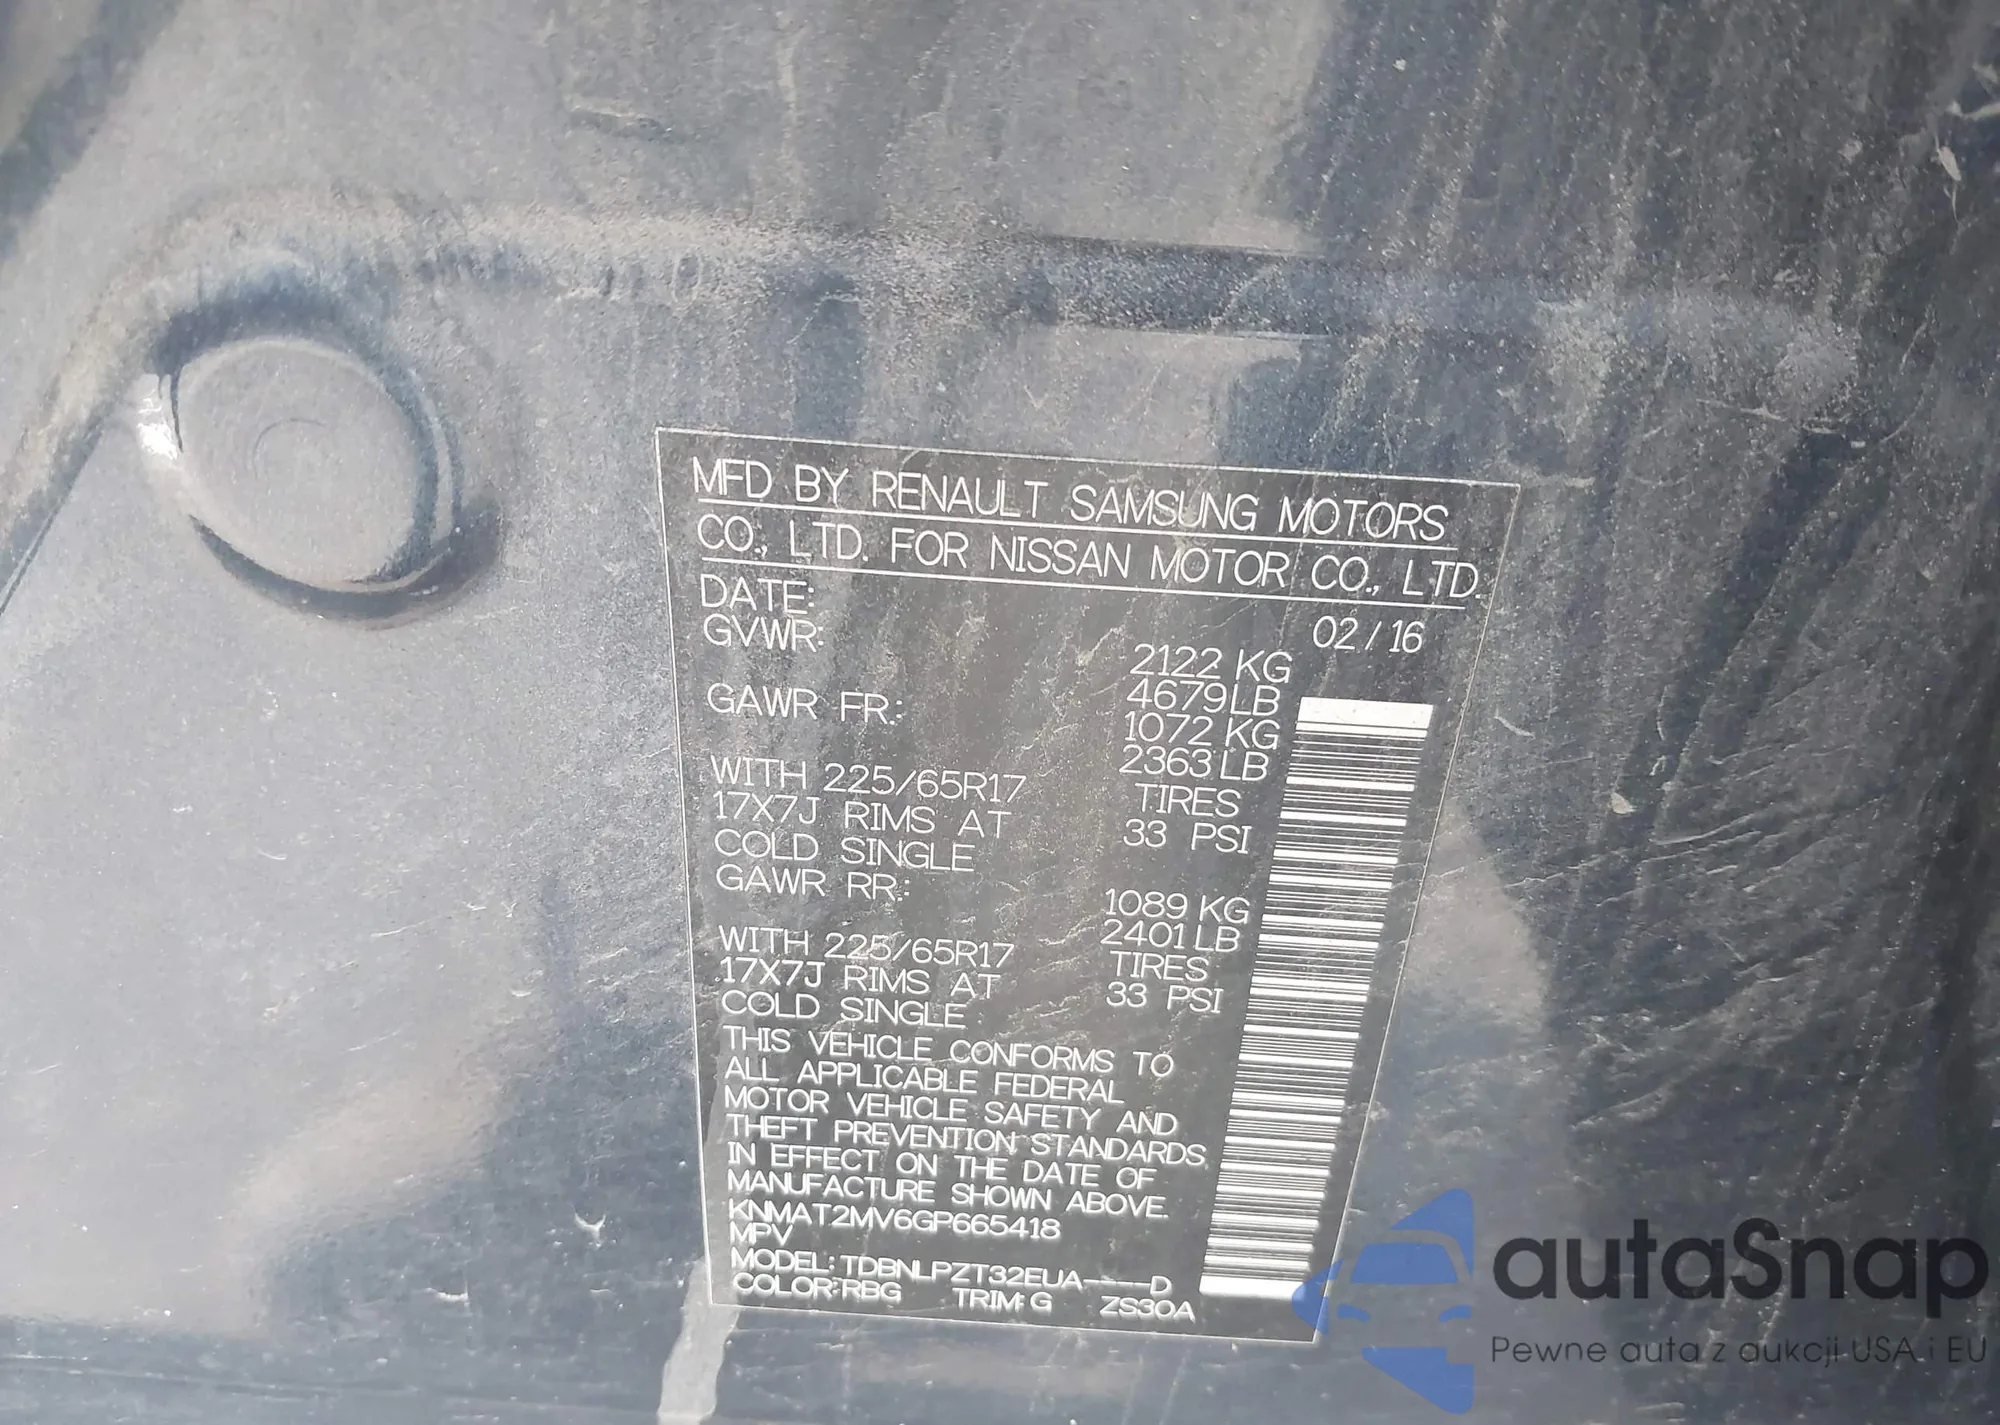 MFD BY RENAULT SAMSUNG MOTORS
CO., LTD. FOR NISSAN MOTOR CO., LTD.
DATE: 02/16
GVWR: 2122 KG
4679 LB
GAWR FR.: 1072 KG
2363 LB
WITH 225/65R17 TIRES
17X7J RIMS AT 33 PSI
COLD SINGLE
GAWR RR.: 1089 KG
2401 LB
WITH 225/65R17 TIRES
17X7J RIMS AT 33 PSI
COLD SINGLE
THIS VEHICLE CONFORMS TO
ALL APPLICABLE FEDERAL
MOTOR VEHICLE SAFETY AND
THEFT PREVENTION STANDARDS
IN EFFECT ON THE DATE OF
MANUFACTURE SHOWN ABOVE.
KNMAT2MV6GP665418
MPV
MODEL: TDBNLPZT32EUA----D
COLOR:RBG TRIM:G ZS30A
autaSnap
Pewne auta z aukcji USA i EU